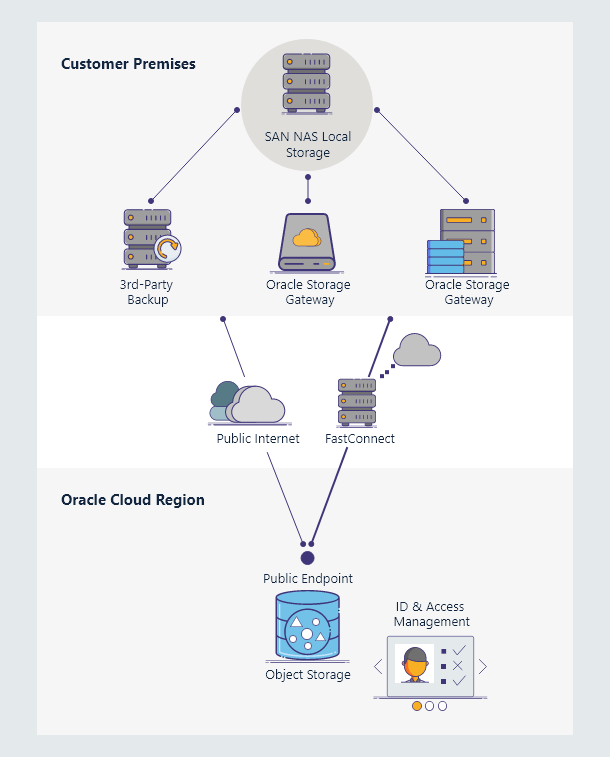 Customer Premises
SAN NAS Local
Storage
3rd-Party
Backup
Oracle Storage
Gateway
Oracle Storage
Gateway
Public Internet
FastConnect
Oracle Cloud Region
Public Endpoint
Object Storage
ID & Access
Management